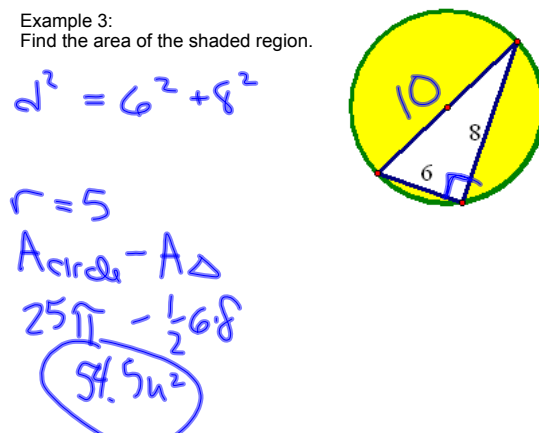 Example 3:
Find the area of the shaded region.
d² = 6² + 8²
10
8
6
r = 5
Acircle - A△
25π - 1/2 6·8
54.5u²